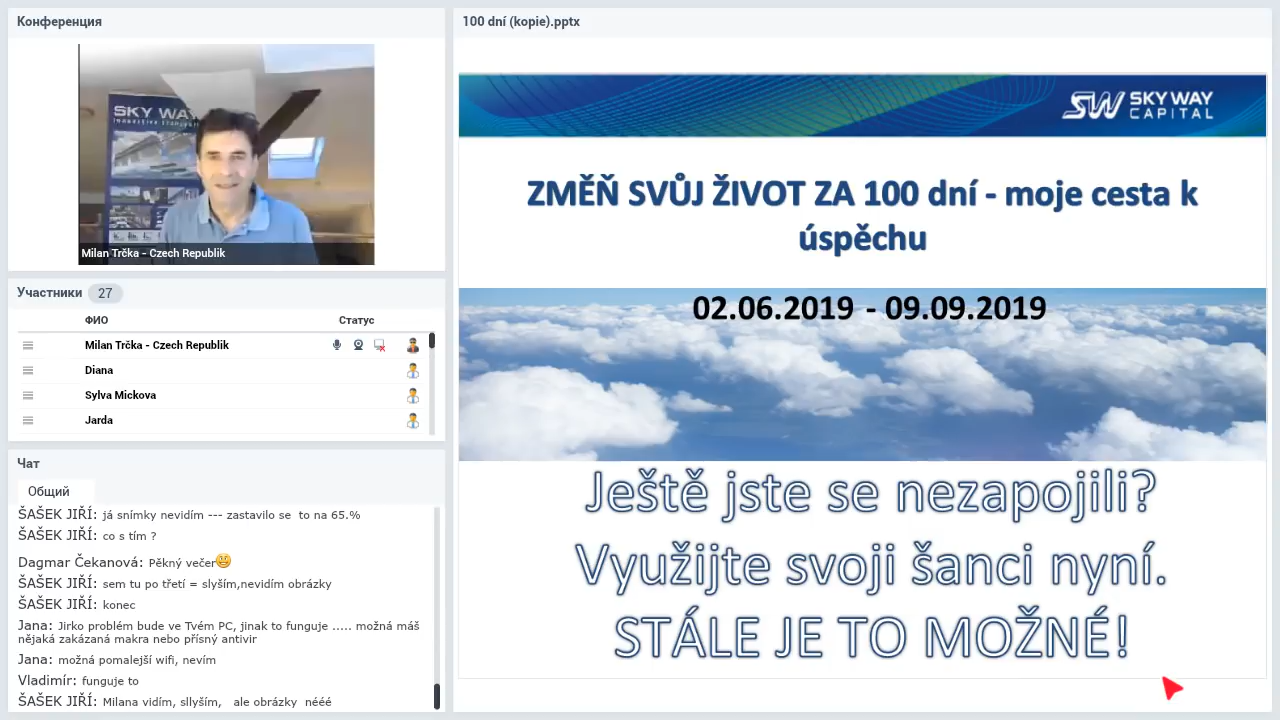 Конференция
SKY WAY
Milan Trčka - Czech Republik
Участники 27
ФИО Статус
Milan Trčka - Czech Republik
Diana
Sylva Mickova
Jarda
Чат
Общий
ŠAŠEK JIŘÍ: já snímky nevidím --- zastavilo se to na 65.%
ŠAŠEK JIŘÍ: co s tím ?
Dagmar Čekanová: Pěkný večer
ŠAŠEK JIŘÍ: sem tu po třetí = slyším,nevidím obrázky
ŠAŠEK JIŘÍ: konec
Jana: Jirko problém bude ve Tvém PC, jinak to funguje ..... možná máš
nějaká zakázaná makra nebo přísný antivir
Jana: možná pomalejší wifi, nevím
Vladimír: funguje to
ŠAŠEK JIŘÍ: Milana vidím, sllyším, ale obrázky nééé
100 dní (kopie).pptx
SW SKY WAY
CAPITAL
ZMĚŇ SVŮJ ŽIVOT ZA 100 dní - moje cesta k
úspěchu
02.06.2019 - 09.09.2019
Ještě jste se nezapojili?
Využijte svoji šanci nyní.
STÁLE JE TO MOŽNÉ!